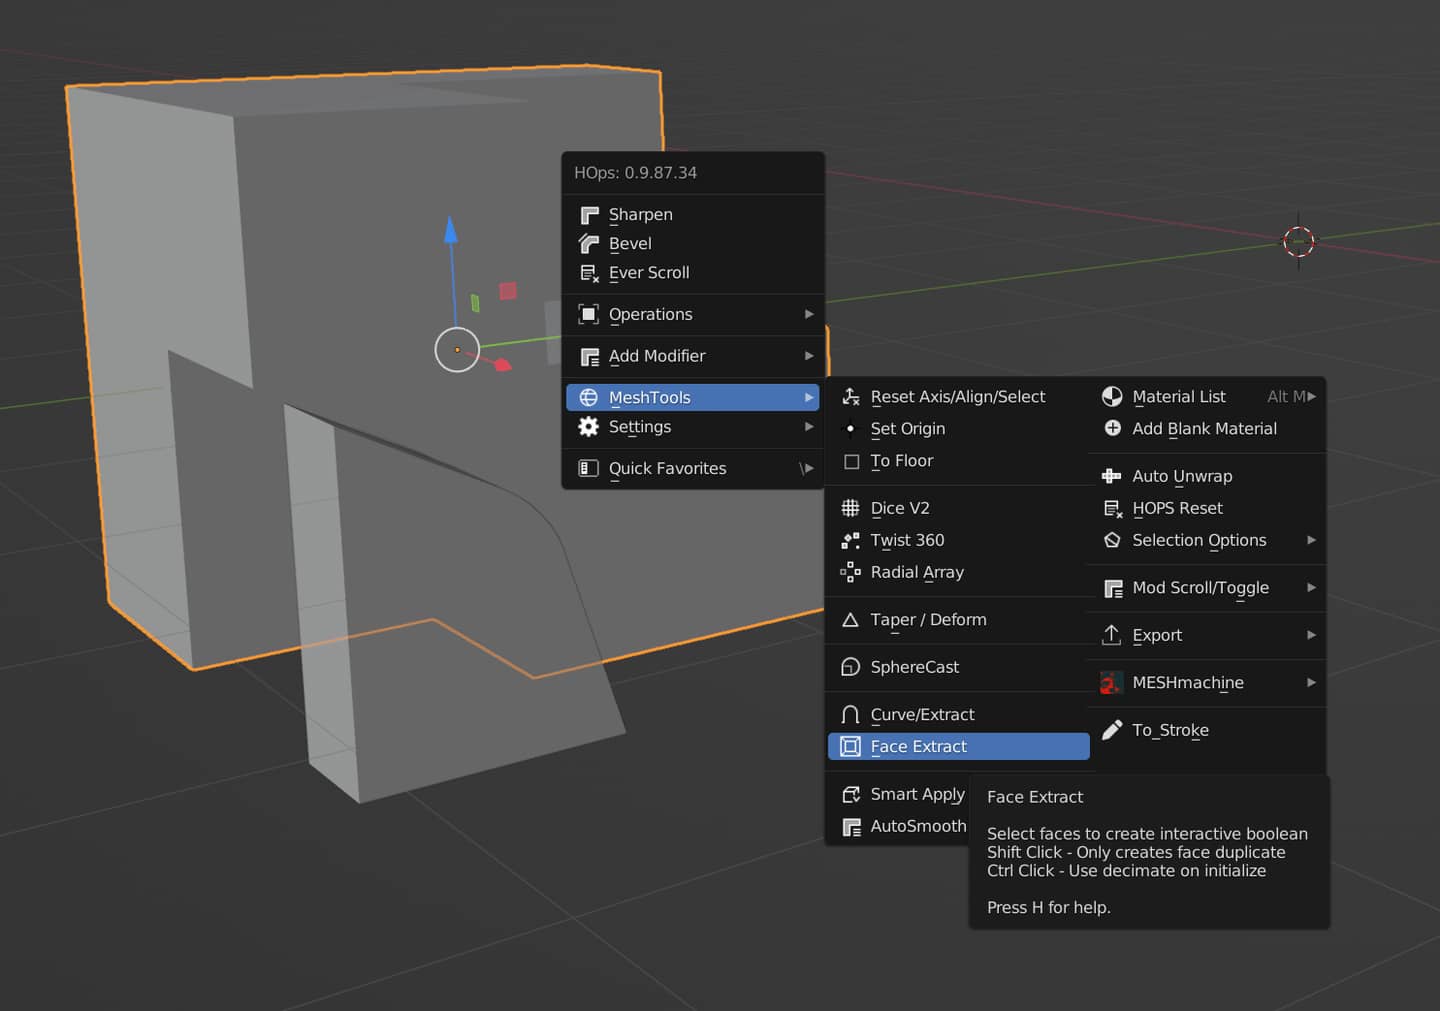 HOps: 0.9.87.34
Sharpen
Bevel
Ever Scroll
Operations
Add Modifier
MeshTools
Settings
Quick Favorites \
Reset Axis/Align/Select
Set Origin
To Floor
Dice V2
Twist 360
Radial Array
Taper / Deform
SphereCast
Curve/Extract
Face Extract
Smart Apply
AutoSmooth
Material List Alt M
Add Blank Material
Auto Unwrap
HOPS Reset
Selection Options
Mod Scroll/Toggle
Export
MESHmachine
To_Stroke
Face Extract
Select faces to create interactive boolean
Shift Click - Only creates face duplicate
Ctrl Click - Use decimate on initialize
Press H for help.